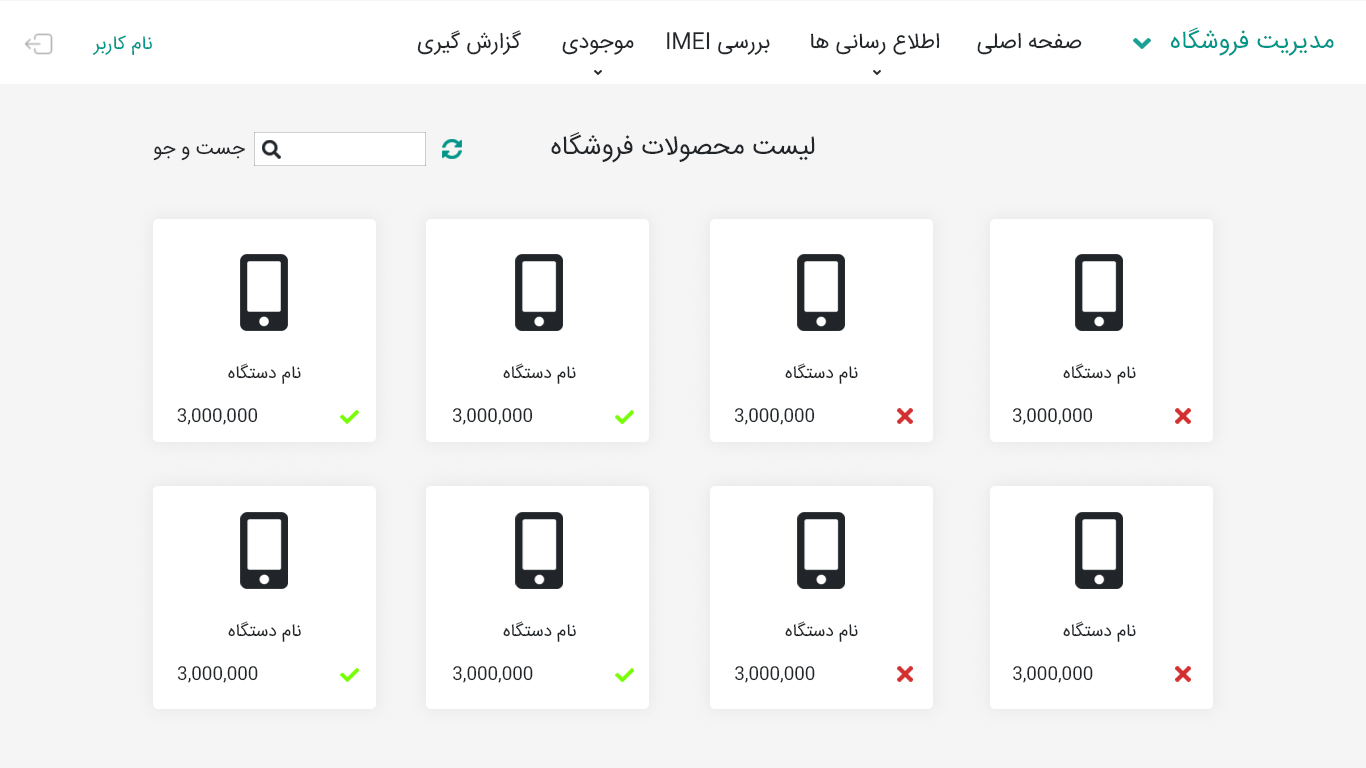 مدیریت فروشگاه
صفحه اصلی
اطلاع رسانی ها
بررسی IMEI
موجودی
گزارش گیری
نام کاربر
لیست محصولات فروشگاه
جست و جو
نام دستگاه
3,000,000
نام دستگاه
3,000,000
نام دستگاه
3,000,000
نام دستگاه
3,000,000
نام دستگاه
3,000,000
نام دستگاه
3,000,000
نام دستگاه
3,000,000
نام دستگاه
3,000,000